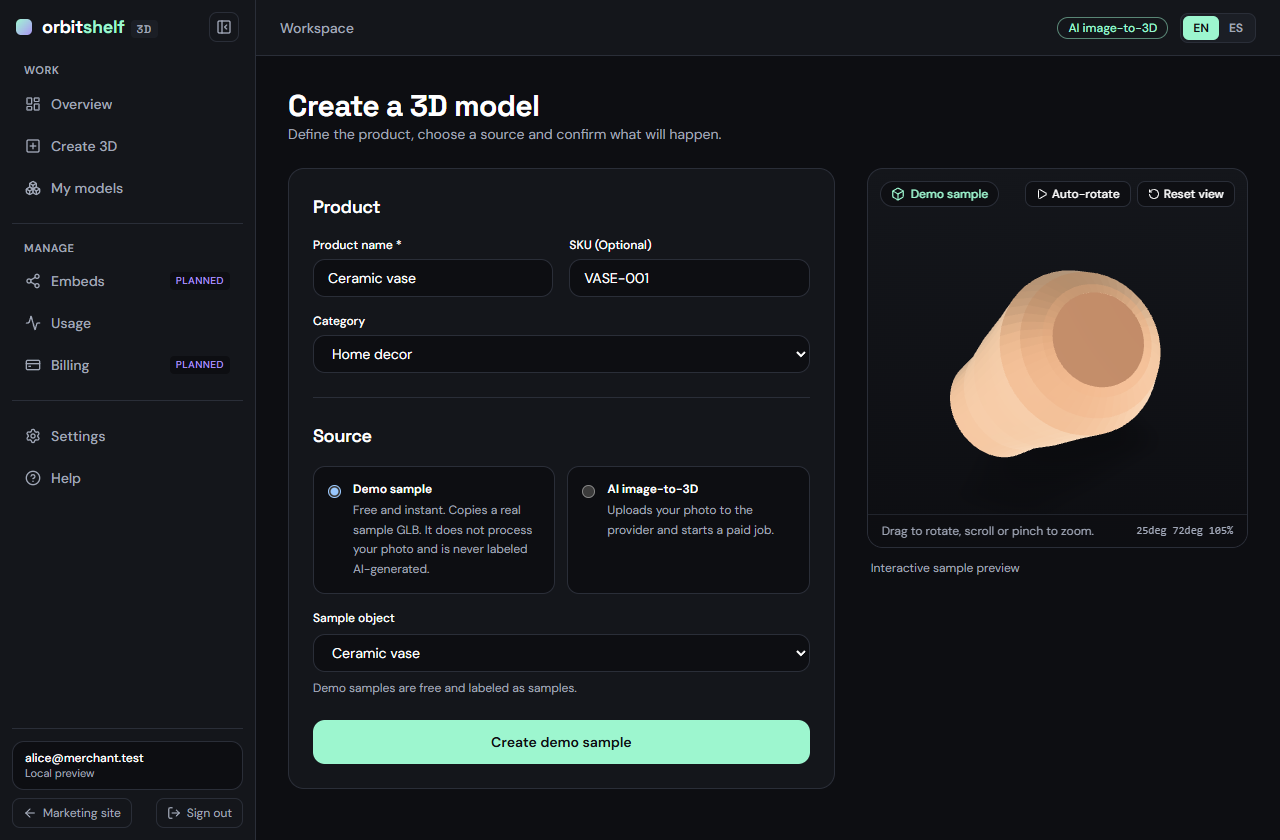 orbitshelf 3D
WORK
Overview
Create 3D
My models
MANAGE
Embeds PLANNED
Usage
Billing PLANNED
Settings
Help
alice@merchant.test
Local preview
Marketing site
Sign out
Workspace
AI image-to-3D
EN ES
Create a 3D model
Define the product, choose a source and confirm what will happen.
Product
Product name * SKU (Optional)
Ceramic vase VASE-001
Category
Home decor
Source
Demo sample
Free and instant. Copies a real
sample GLB. It does not process
your photo and is never labeled
AI-generated.
AI image-to-3D
Uploads your photo to the
provider and starts a paid job.
Sample object
Ceramic vase
Demo samples are free and labeled as samples.
Create demo sample
Demo sample Auto-rotate Reset view
Drag to rotate, scroll or pinch to zoom. 25deg 72deg 105%
Interactive sample preview